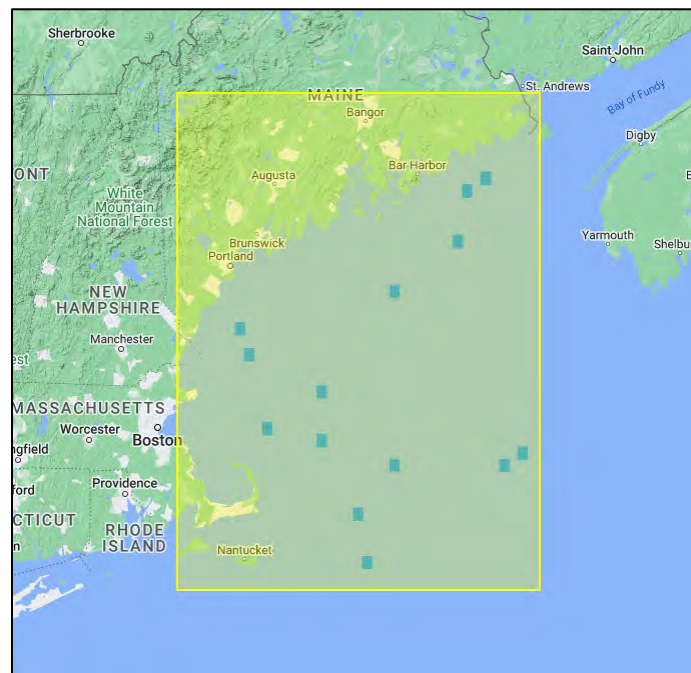 Sherbrooke
Saint John
St. Andrews
MAINE
Bay of Fundy
Bangor
Digby
Bar Harbor
ONT
Augusta
White
Mountain
National Forest
Brunswick
Yarmouth
Shelbu
Portland
NEW
HAMPSHIRE
Manchester
est
MASSACHUSETTS
Worcester
Boston
ngfield
Providence
ford
CTICUT
RHODE
ISLAND
n
Nantucket